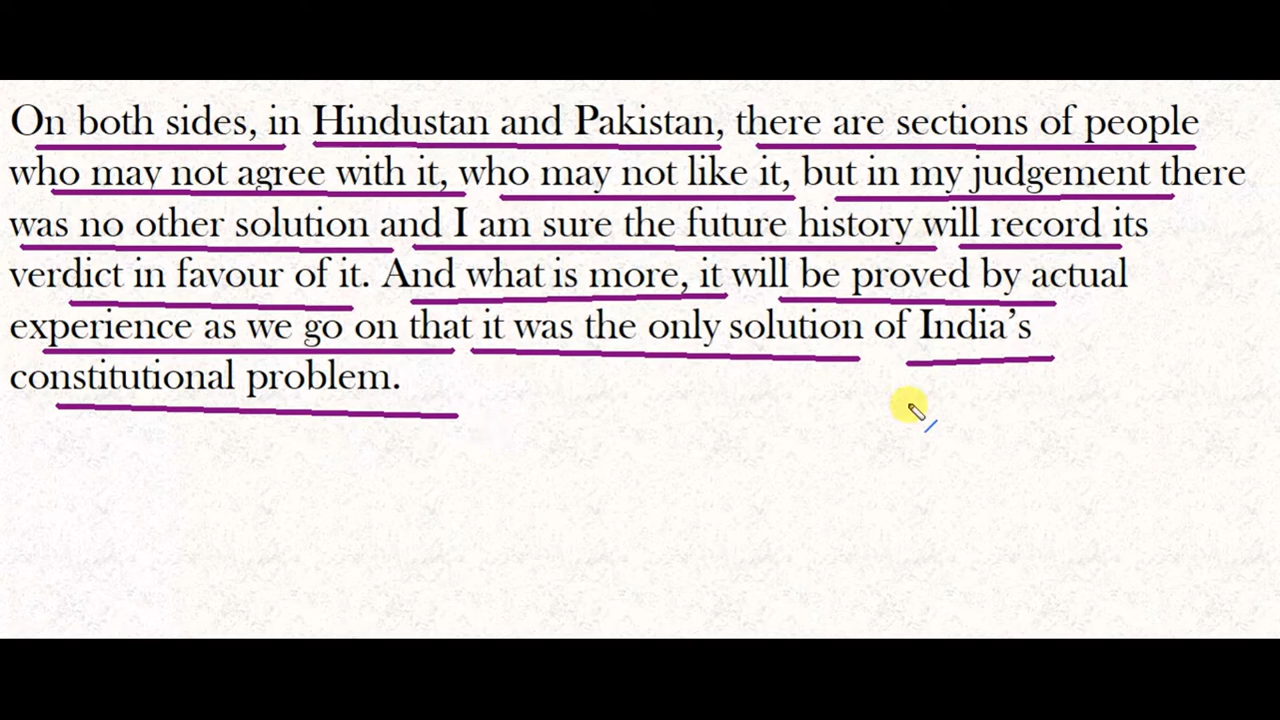 On both sides, in Hindustan and Pakistan, there are sections of people
who may not agree with it, who may not like it, but in my judgement there
was no other solution and I am sure the future history will record its
verdict in favour of it. And what is more, it will be proved by actual
experience as we go on that it was the only solution of India’s
constitutional problem.